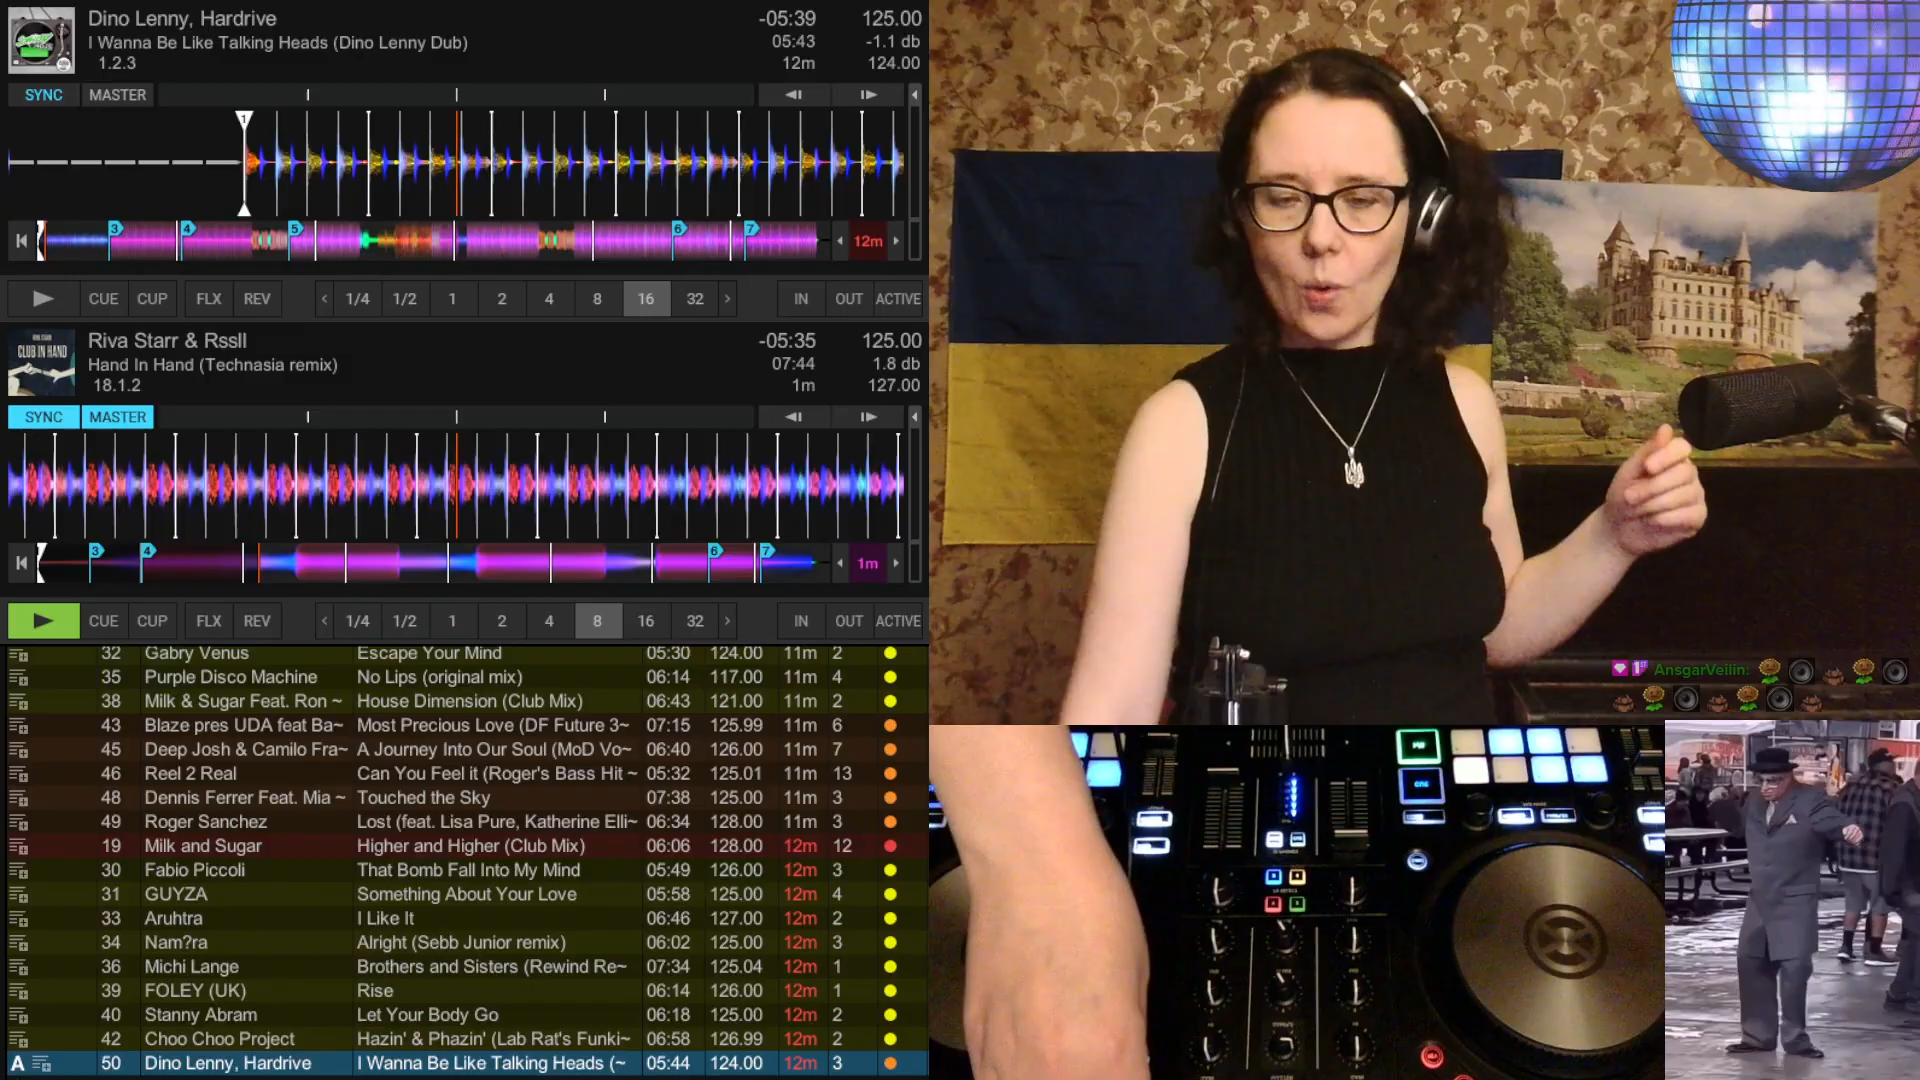 Dino Lenny, Hardrive -05:39 125.00
I Wanna Be Like Talking Heads (Dino Lenny Dub) 05:43 -1.1 db
1.2.3 12m 124.00
SYNC MASTER
1
3 4 5 6 7 12m
CUE CUP FLX REV 1/4 1/2 1 2 4 8 16 32 IN OUT ACTIVE
Riva Starr & Rssll -05:35 125.00
CLUB IN HAND
Hand In Hand (Technasia remix) 07:44 1.8 db
18.1.2 1m 127.00
SYNC MASTER
3 4 6 7 1m
CUE CUP FLX REV 1/4 1/2 1 2 4 8 16 32 IN OUT ACTIVE
32 Gabry Venus Escape Your Mind 05:30 124.00 11m 2
35 Purple Disco Machine No Lips (original mix) 06:14 117.00 11m 4
38 Milk & Sugar Feat. Ron ~ House Dimension (Club Mix) 06:43 121.00 11m 2
43 Blaze pres UDA feat Ba~ Most Precious Love (DF Future 3~ 07:15 125.99 11m 6
45 Deep Josh & Camilo Fra~ A Journey Into Our Soul (MoD Vo~ 06:40 126.00 11m 7
46 Reel 2 Real Can You Feel it (Roger's Bass Hit ~ 05:32 125.01 11m 13
48 Dennis Ferrer Feat. Mia ~ Touched the Sky 07:38 125.00 11m 3
49 Roger Sanchez Lost (feat. Lisa Pure, Katherine Elli~ 06:34 128.00 11m 3
19 Milk and Sugar Higher and Higher (Club Mix) 06:06 128.00 12m 12
30 Fabio Piccoli That Bomb Fall Into My Mind 05:49 126.00 12m 3
31 GUYZA Something About Your Love 05:58 125.00 12m 4
33 Aruhtra I Like It 06:46 127.00 12m 2
34 Nam?ra Alright (Sebb Junior remix) 06:02 125.00 12m 3
36 Michi Lange Brothers and Sisters (Rewind Re~ 07:34 125.04 12m 1
39 FOLEY (UK) Rise 06:14 126.00 12m 1
40 Stanny Abram Let Your Body Go 06:18 125.00 12m 2
42 Choo Choo Project Hazin' & Phazin' (Lab Rat's Funki~ 06:58 126.99 12m 2
A 50 Dino Lenny, Hardrive I Wanna Be Like Talking Heads (~ 05:44 124.00 12m 3
AnsgarVeilin: